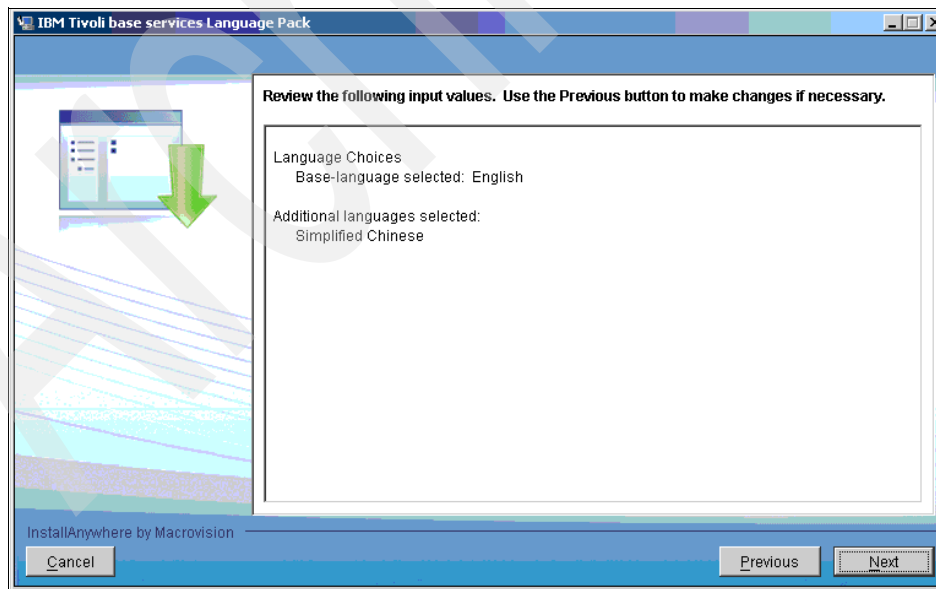 IBM Tivoli base services Language Pack
Review the following input values. Use the Previous button to make changes if necessary.
Language Choices
Base-language selected: English
Additional languages selected:
Simplified Chinese
InstallAnywhere by Macrovision
Cancel
Previous
Next